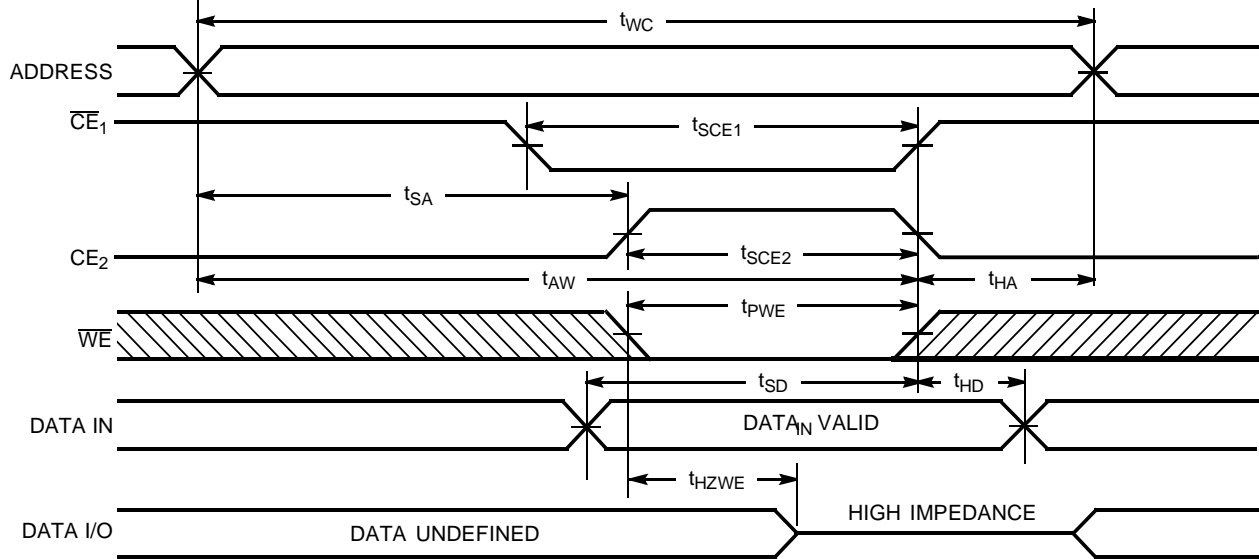 tWC
ADDRESS
CE1
tSCE1
tSA
CE2
tSCE2
tAW
tHA
tPWE
WE
tSD
tHD
DATA IN
DATAIN VALID
tHZWE
DATA I/O
DATA UNDEFINED
HIGH IMPEDANCE